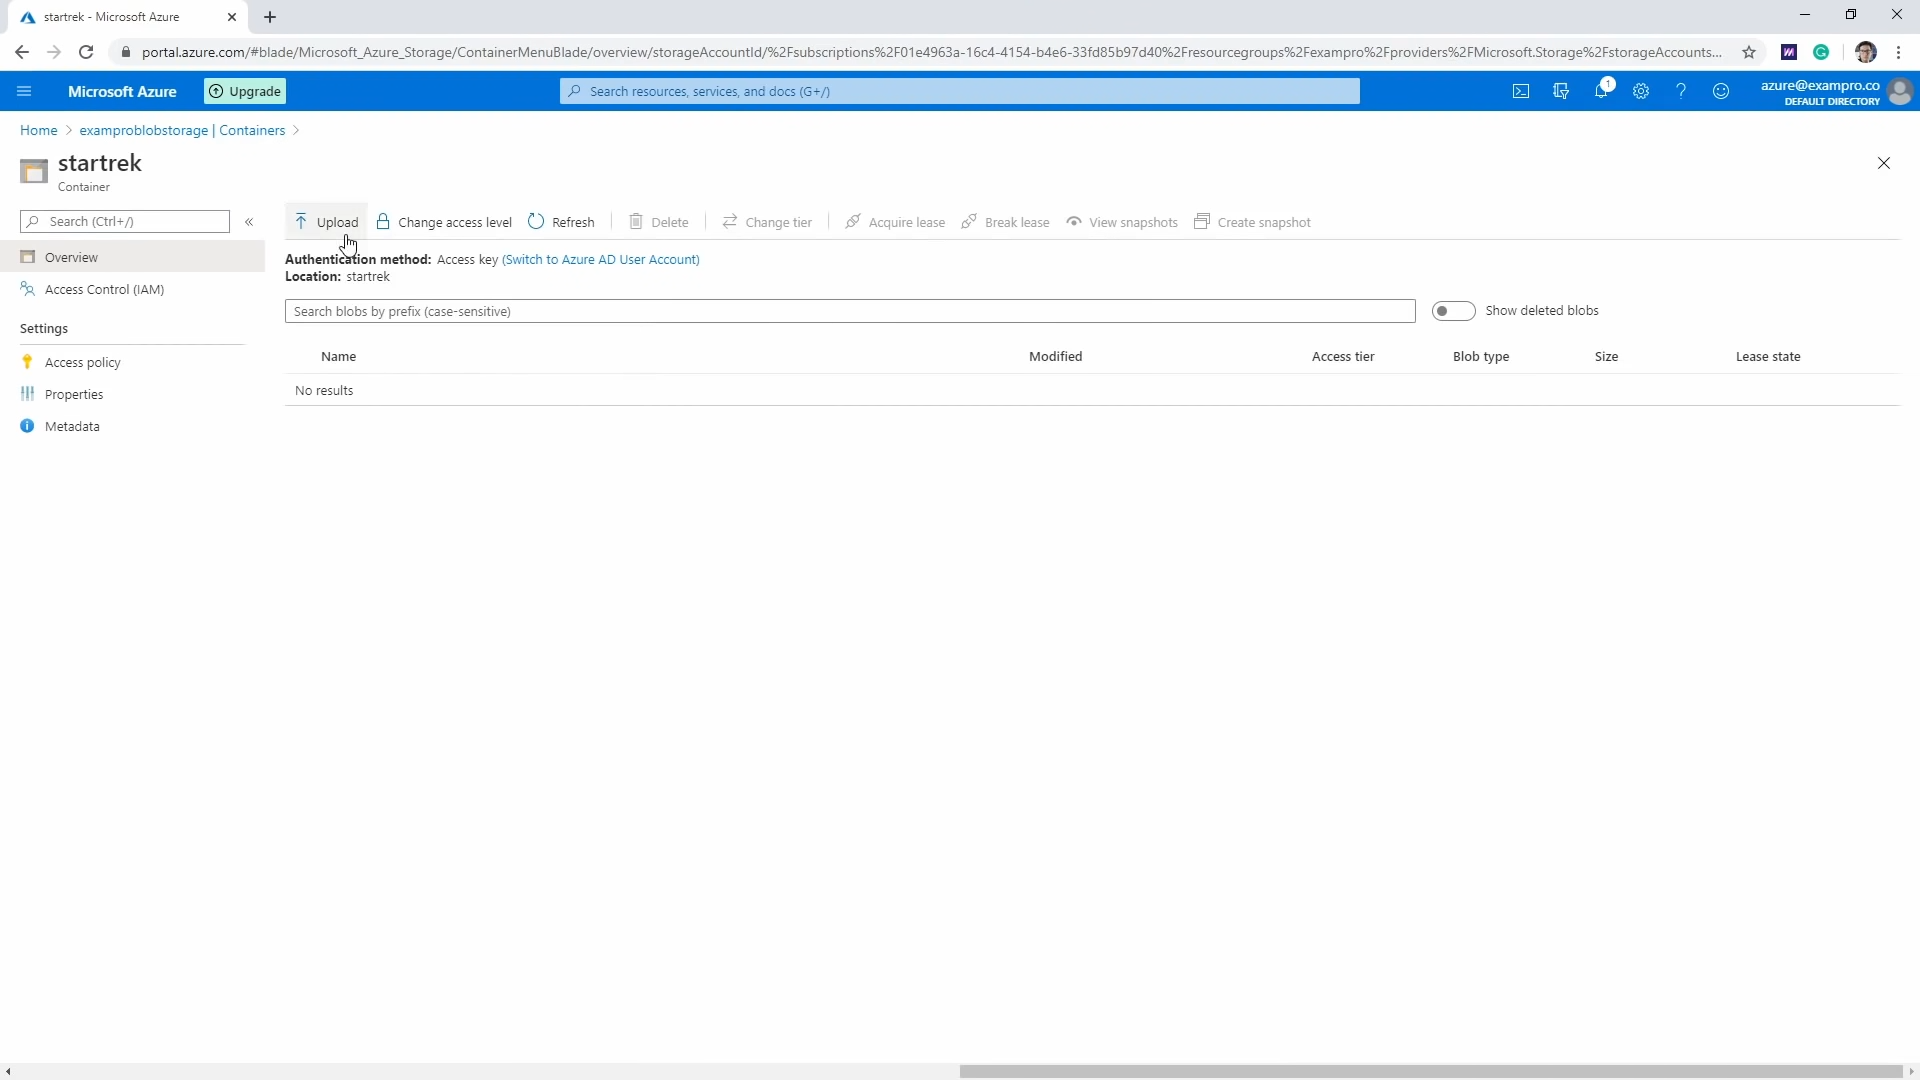 startrek - Microsoft Azure
portal.azure.com/#blade/Microsoft_Azure_Storage/ContainerMenuBlade/overview/storageAccountId/%2Fsubscriptions%2F01e4963a-16c4-4154-b4e6-33fd85b97d40%2Fresourcegroups%2Fexampro%2Fproviders%2FMicrosoft.Storage%2FstorageAccounts...
Microsoft Azure
Upgrade
Search resources, services, and docs (G+/)
1
azure@exampro.co
DEFAULT DIRECTORY
Home > examproblobstorage | Containers >
startrek
Container
Search (Ctrl+/)
«
Upload
Change access level
Refresh
Delete
Change tier
Acquire lease
Break lease
View snapshots
Create snapshot
Overview
Access Control (IAM)
Settings
Access policy
Properties
Metadata
Authentication method: Access key (Switch to Azure AD User Account)
Location: startrek
Search blobs by prefix (case-sensitive)
Show deleted blobs
Name Modified Access tier Blob type Size Lease state
No results